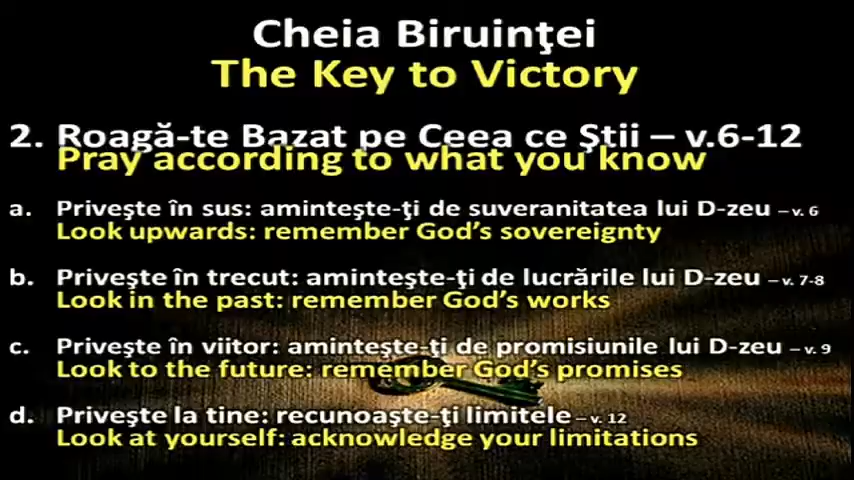 Cheia Biruinţei
The Key to Victory
2. Roagă-te Bazat pe Ceea ce Ştii – v.6-12
Pray according to what you know
a. Priveşte în sus: aminteşte-ţi de suveranitatea lui D-zeu – v. 6
Look upwards: remember God's sovereignty
b. Priveşte în trecut: aminteşte-ţi de lucrările lui D-zeu – v. 7-8
Look in the past: remember God's works
c. Priveşte în viitor: aminteşte-ţi de promisiunile lui D-zeu – v. 9
Look to the future: remember God's promises
d. Priveşte la tine: recunoaşte-ţi limitele – v. 12
Look at yourself: acknowledge your limitations